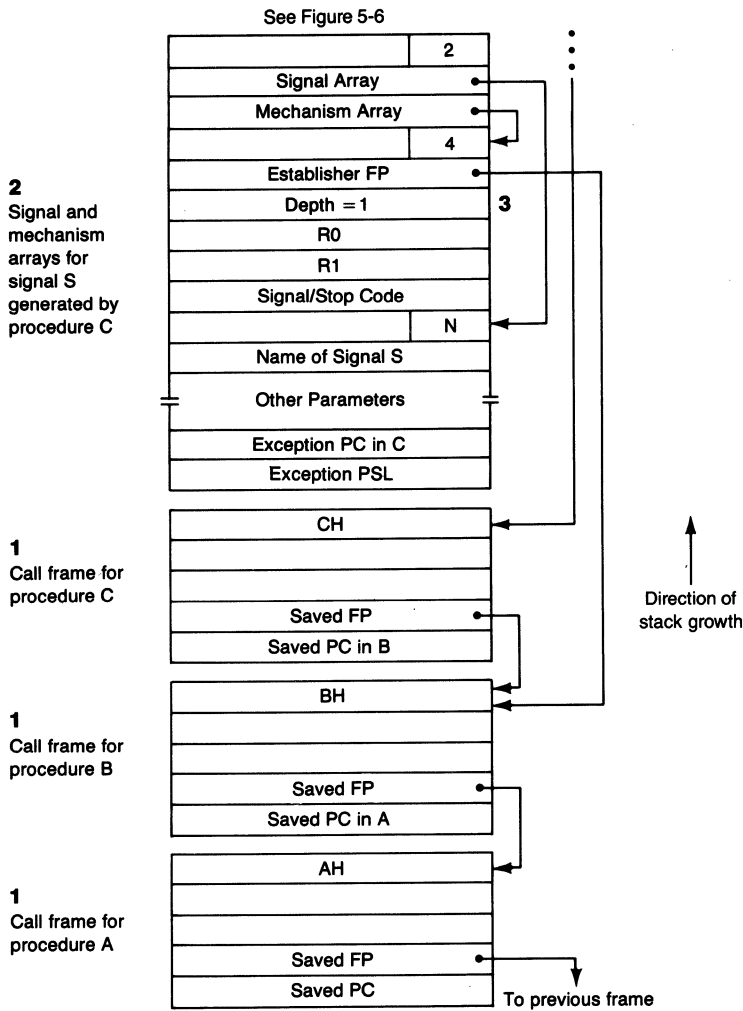 See Figure 5-6
2
Signal Array
Mechanism Array
4
Establisher FP
Depth = 1
3
R0
R1
Signal/Stop Code
N
Name of Signal S
Other Parameters
Exception PC in C
Exception PSL
2
Signal and
mechanism
arrays for
signal S
generated by
procedure C
CH
Saved FP
Saved PC in B
1
Call frame for
procedure C
Direction of
stack growth
BH
Saved FP
Saved PC in A
1
Call frame for
procedure B
AH
Saved FP
Saved PC
1
Call frame for
procedure A
To previous frame